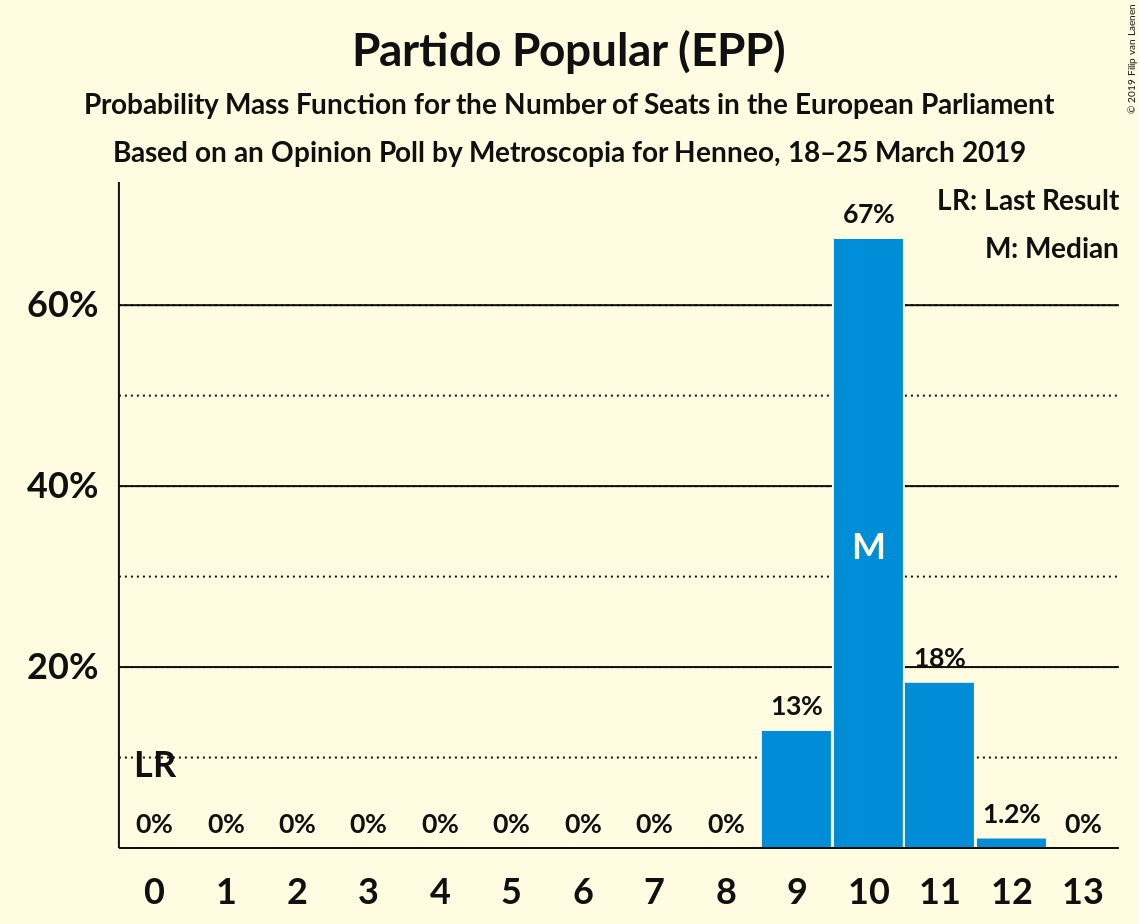 Partido Popular (EPP)
Probability Mass Function for the Number of Seats in the European Parliament
Based on an Opinion Poll by Metroscopia for Henneo, 18–25 March 2019
© 2019 Filip van Laenen
LR: Last Result
M: Median
67%
60%
40%
M
20%
18%
13%
LR
1.2%
0% 0% 0% 0% 0% 0% 0% 0% 0% 0%
0 1 2 3 4 5 6 7 8 9 10 11 12 13